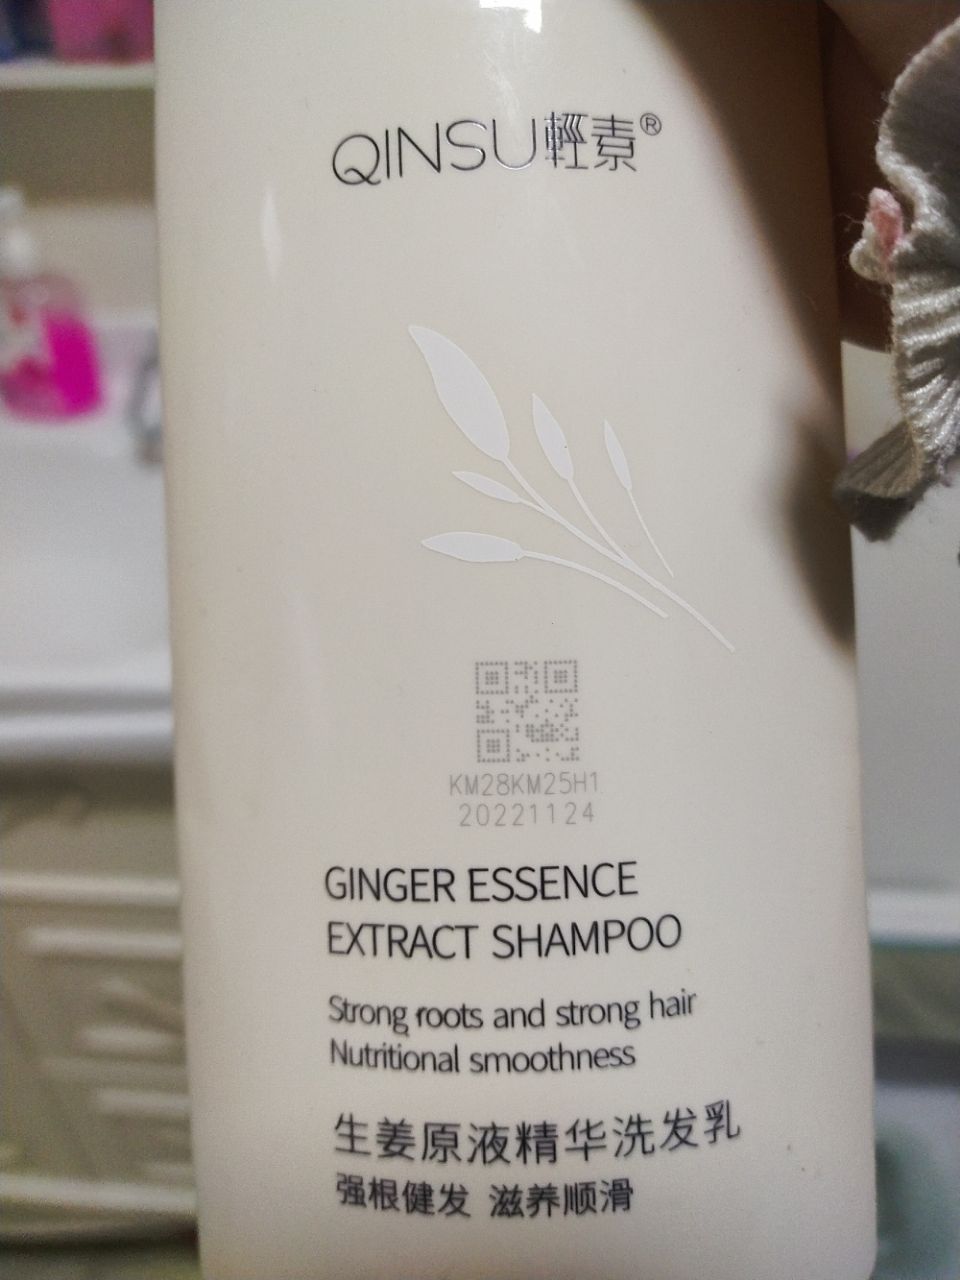 QINSU輕素®
KM28KM25H1
20221124
GINGER ESSENCE
EXTRACT SHAMPOO
Strong roots and strong hair
Nutritional smoothness
生姜原液精华洗发乳
强根健发 滋养顺滑